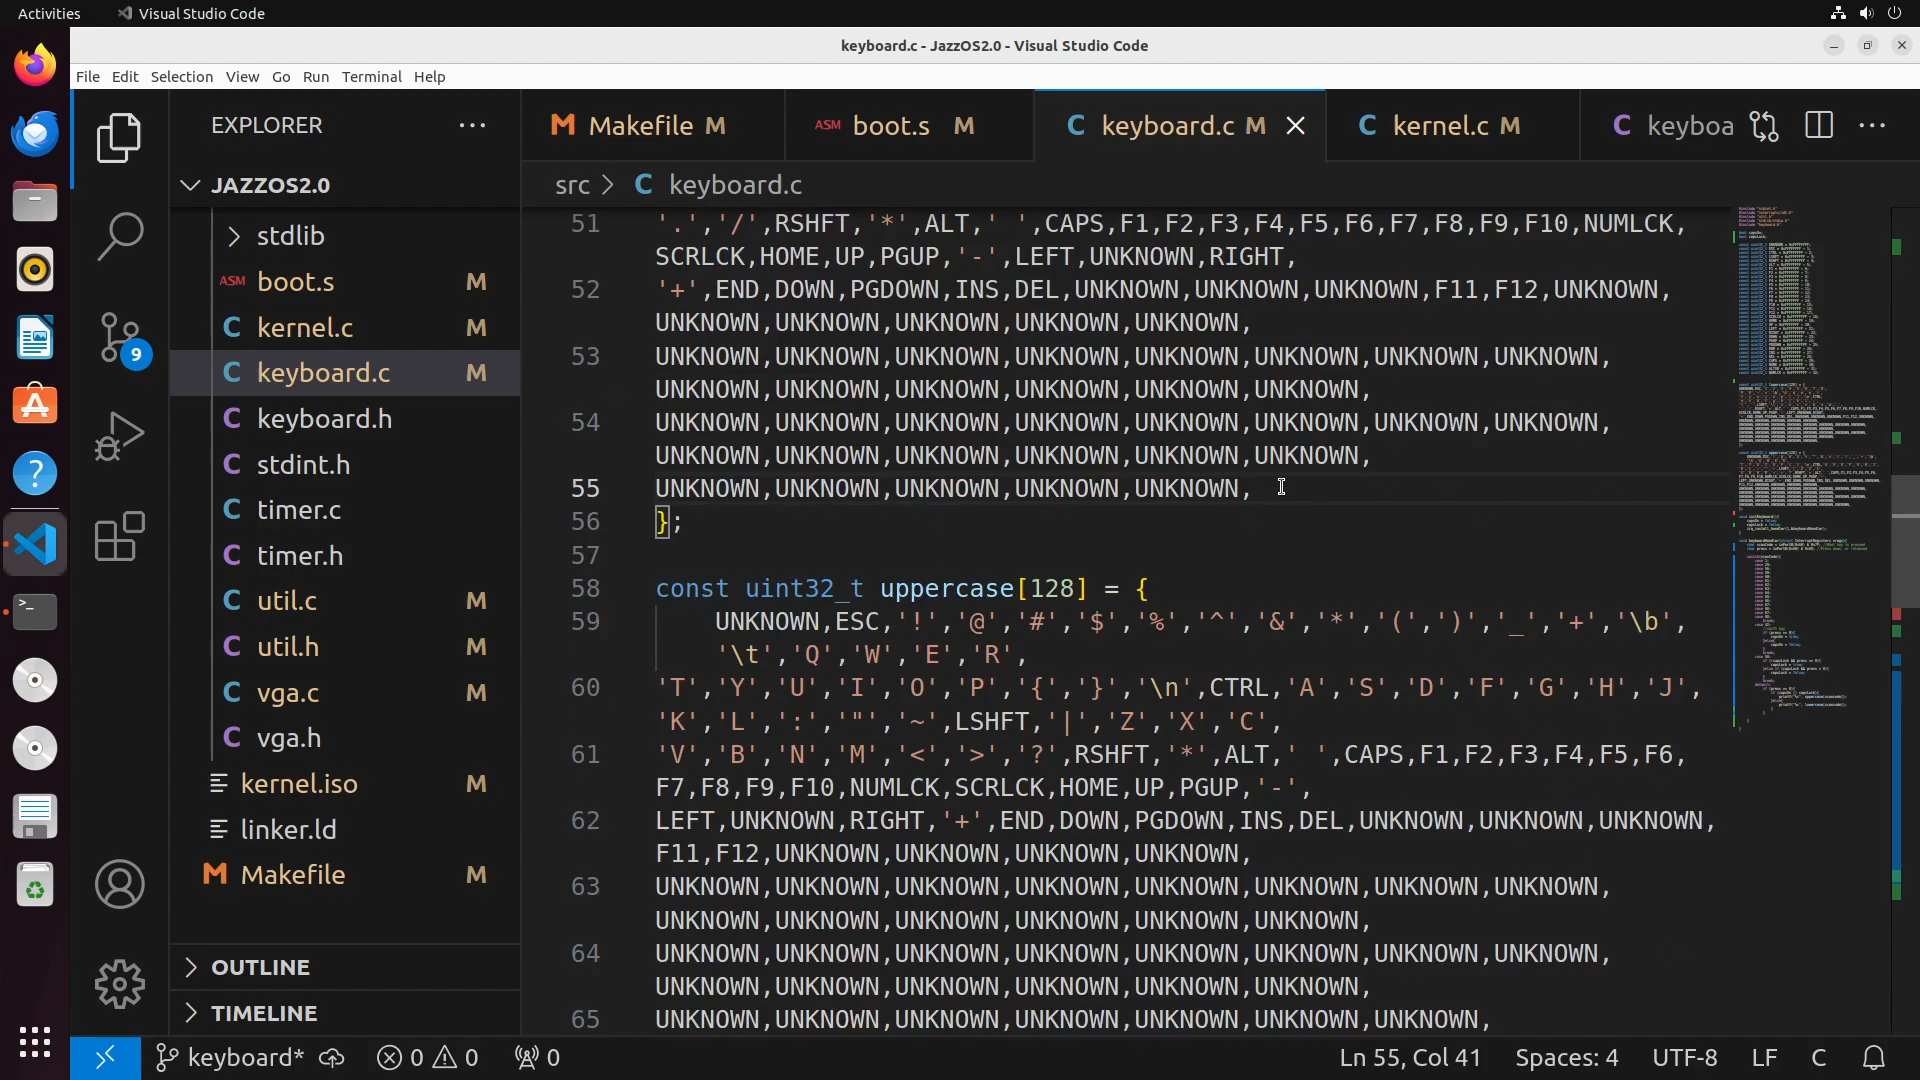 Activities
Visual Studio Code
keyboard.c - JazzOS2.0 - Visual Studio Code
File Edit Selection View Go Run Terminal Help
EXPLORER
Makefile M
ASM boot.s M
C keyboard.c M
C kernel.c M
C keyboa
JAZZOS2.0
src > C keyboard.c
stdlib
ASM boot.s M
C kernel.c M
C keyboard.c M
C keyboard.h
C stdint.h
C timer.c
C timer.h
C util.c M
C util.h M
C vga.c M
C vga.h
kernel.iso M
linker.ld
Makefile M
OUTLINE
TIMELINE
9
51 '.','/',RSHFT,'*',ALT,' ',CAPS,F1,F2,F3,F4,F5,F6,F7,F8,F9,F10,NUMLCK,
SCRLCK,HOME,UP,PGUP,'-',LEFT,UNKNOWN,RIGHT,
52 '+',END,DOWN,PGDOWN,INS,DEL,UNKNOWN,UNKNOWN,UNKNOWN,F11,F12,UNKNOWN,
UNKNOWN,UNKNOWN,UNKNOWN,UNKNOWN,UNKNOWN,
53 UNKNOWN,UNKNOWN,UNKNOWN,UNKNOWN,UNKNOWN,UNKNOWN,UNKNOWN,UNKNOWN,
UNKNOWN,UNKNOWN,UNKNOWN,UNKNOWN,UNKNOWN,UNKNOWN,
54 UNKNOWN,UNKNOWN,UNKNOWN,UNKNOWN,UNKNOWN,UNKNOWN,UNKNOWN,UNKNOWN,
UNKNOWN,UNKNOWN,UNKNOWN,UNKNOWN,UNKNOWN,UNKNOWN,
55 UNKNOWN,UNKNOWN,UNKNOWN,UNKNOWN,UNKNOWN,
56 };
57
58 const uint32_t uppercase[128] = {
59 UNKNOWN,ESC,'!','@','#','$','%','^','&','*','(',')','_','+','\b',
'\t','Q','W','E','R',
60 'T','Y','U','I','O','P','{','}','\n',CTRL,'A','S','D','F','G','H','J',
'K','L',':','"','~',LSHFT,'|','Z','X','C',
61 'V','B','N','M','<','>','?',RSHFT,'*',ALT,' ',CAPS,F1,F2,F3,F4,F5,F6,
F7,F8,F9,F10,NUMLCK,SCRLCK,HOME,UP,PGUP,'-',
62 LEFT,UNKNOWN,RIGHT,'+',END,DOWN,PGDOWN,INS,DEL,UNKNOWN,UNKNOWN,UNKNOWN,
F11,F12,UNKNOWN,UNKNOWN,UNKNOWN,UNKNOWN,
63 UNKNOWN,UNKNOWN,UNKNOWN,UNKNOWN,UNKNOWN,UNKNOWN,UNKNOWN,UNKNOWN,
UNKNOWN,UNKNOWN,UNKNOWN,UNKNOWN,UNKNOWN,UNKNOWN,
64 UNKNOWN,UNKNOWN,UNKNOWN,UNKNOWN,UNKNOWN,UNKNOWN,UNKNOWN,UNKNOWN,
UNKNOWN,UNKNOWN,UNKNOWN,UNKNOWN,UNKNOWN,UNKNOWN,
65 UNKNOWN,UNKNOWN,UNKNOWN,UNKNOWN,UNKNOWN,UNKNOWN,UNKNOWN,
keyboard* 0 0 0 Ln 55, Col 41 Spaces: 4 UTF-8 LF C